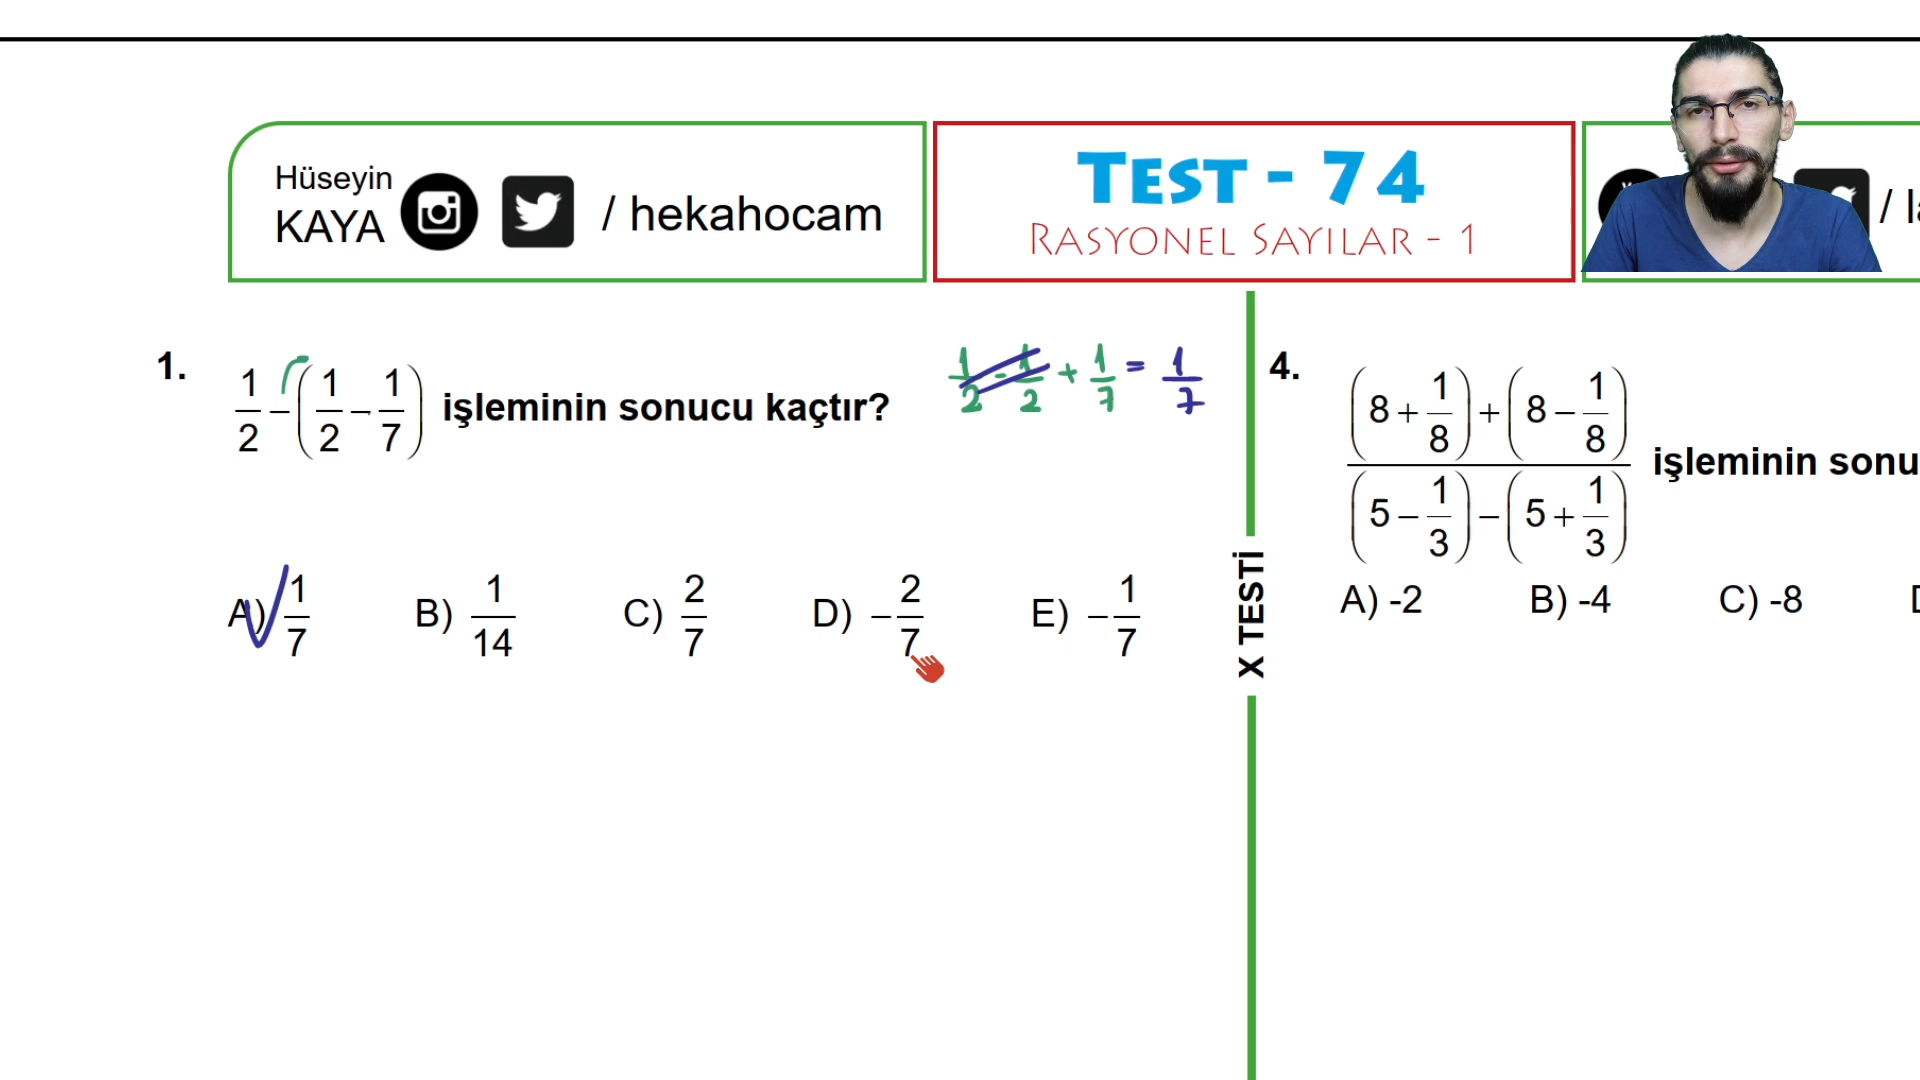 Hüseyin
KAYA
/ hekahocam
TEST - 74
RASYONEL SAYILAR - 1
/
1.
1/2 - (1/2 - 1/7) işleminin sonucu kaçtır?
1/2 - 1/2 + 1/7 = 1/7
A) 1/7 B) 1/14 C) 2/7 D) -2/7 E) -1/7
X TESTİ
4.
((8 + 1/8) + (8 - 1/8)) / ((5 - 1/3) - (5 + 1/3)) işleminin sonu
A) -2 B) -4 C) -8